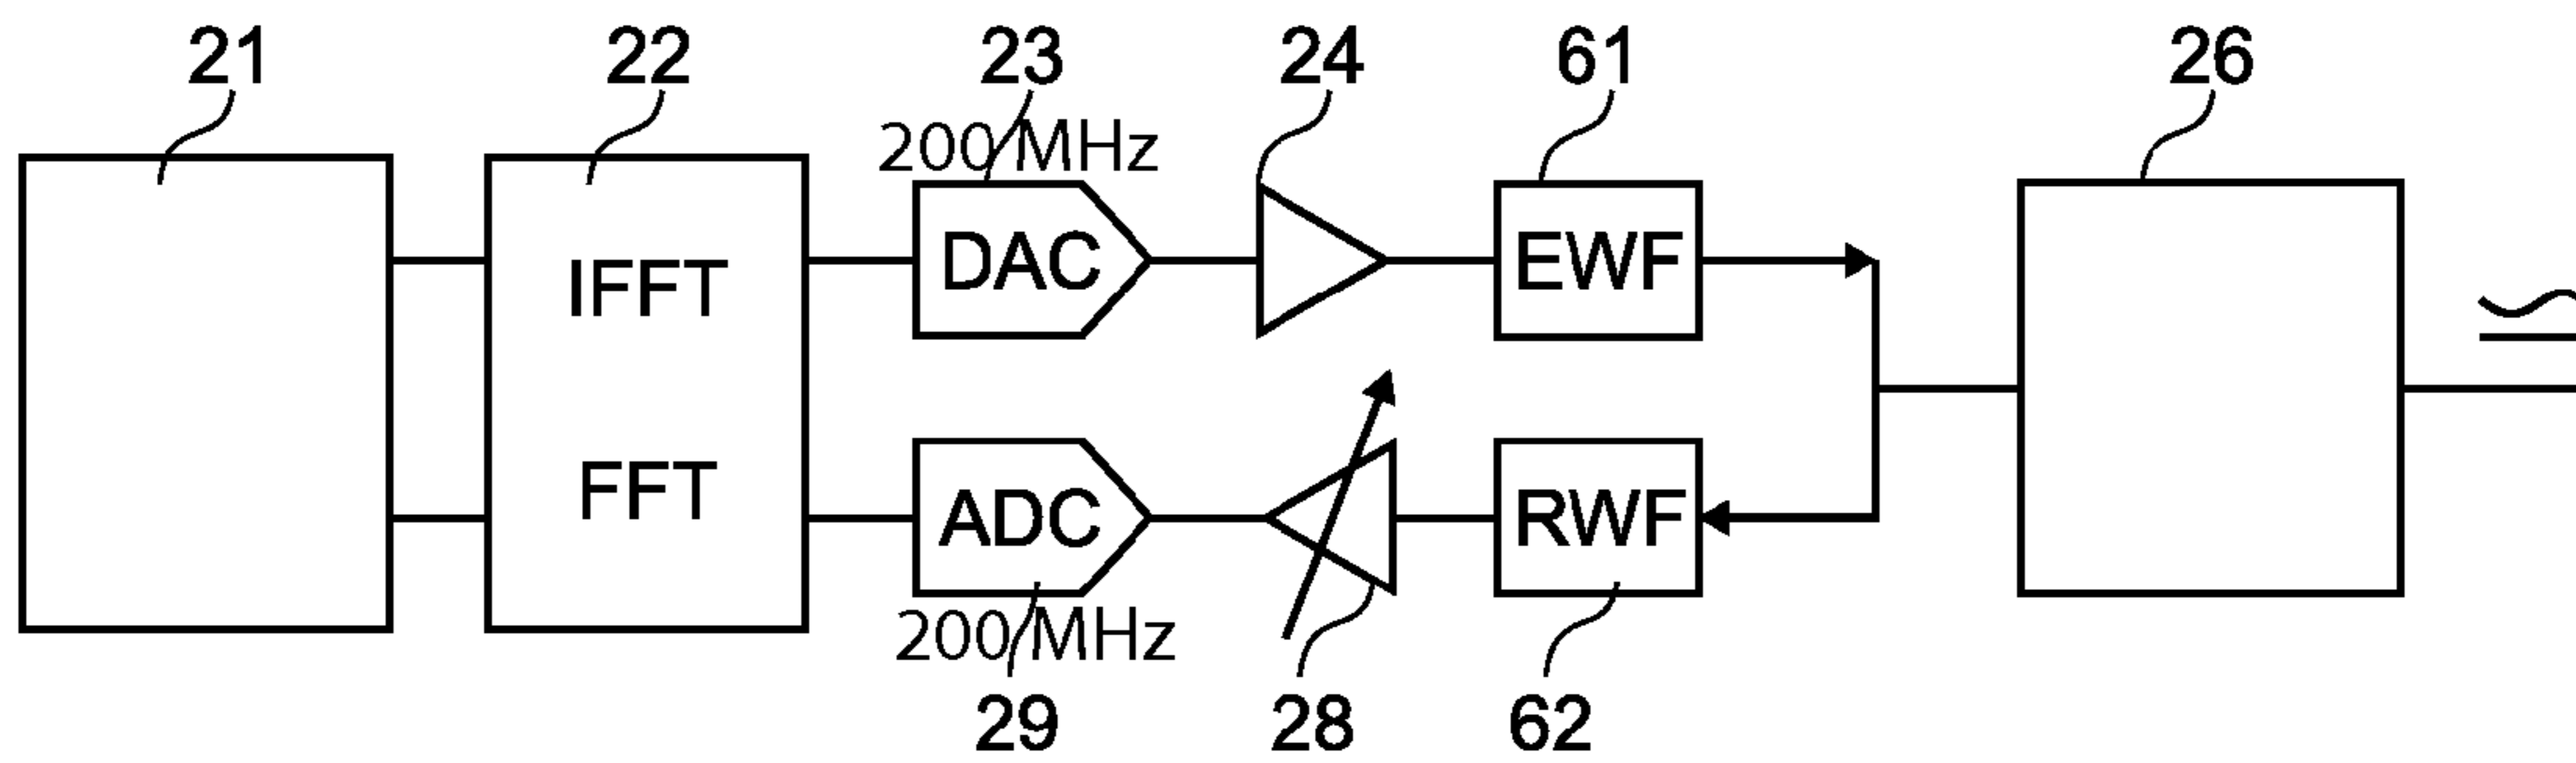 21 22 23 24 61 26
200 MHz
DAC EWF
IFFT
FFT
ADC RWF
200 MHz
29 28 62